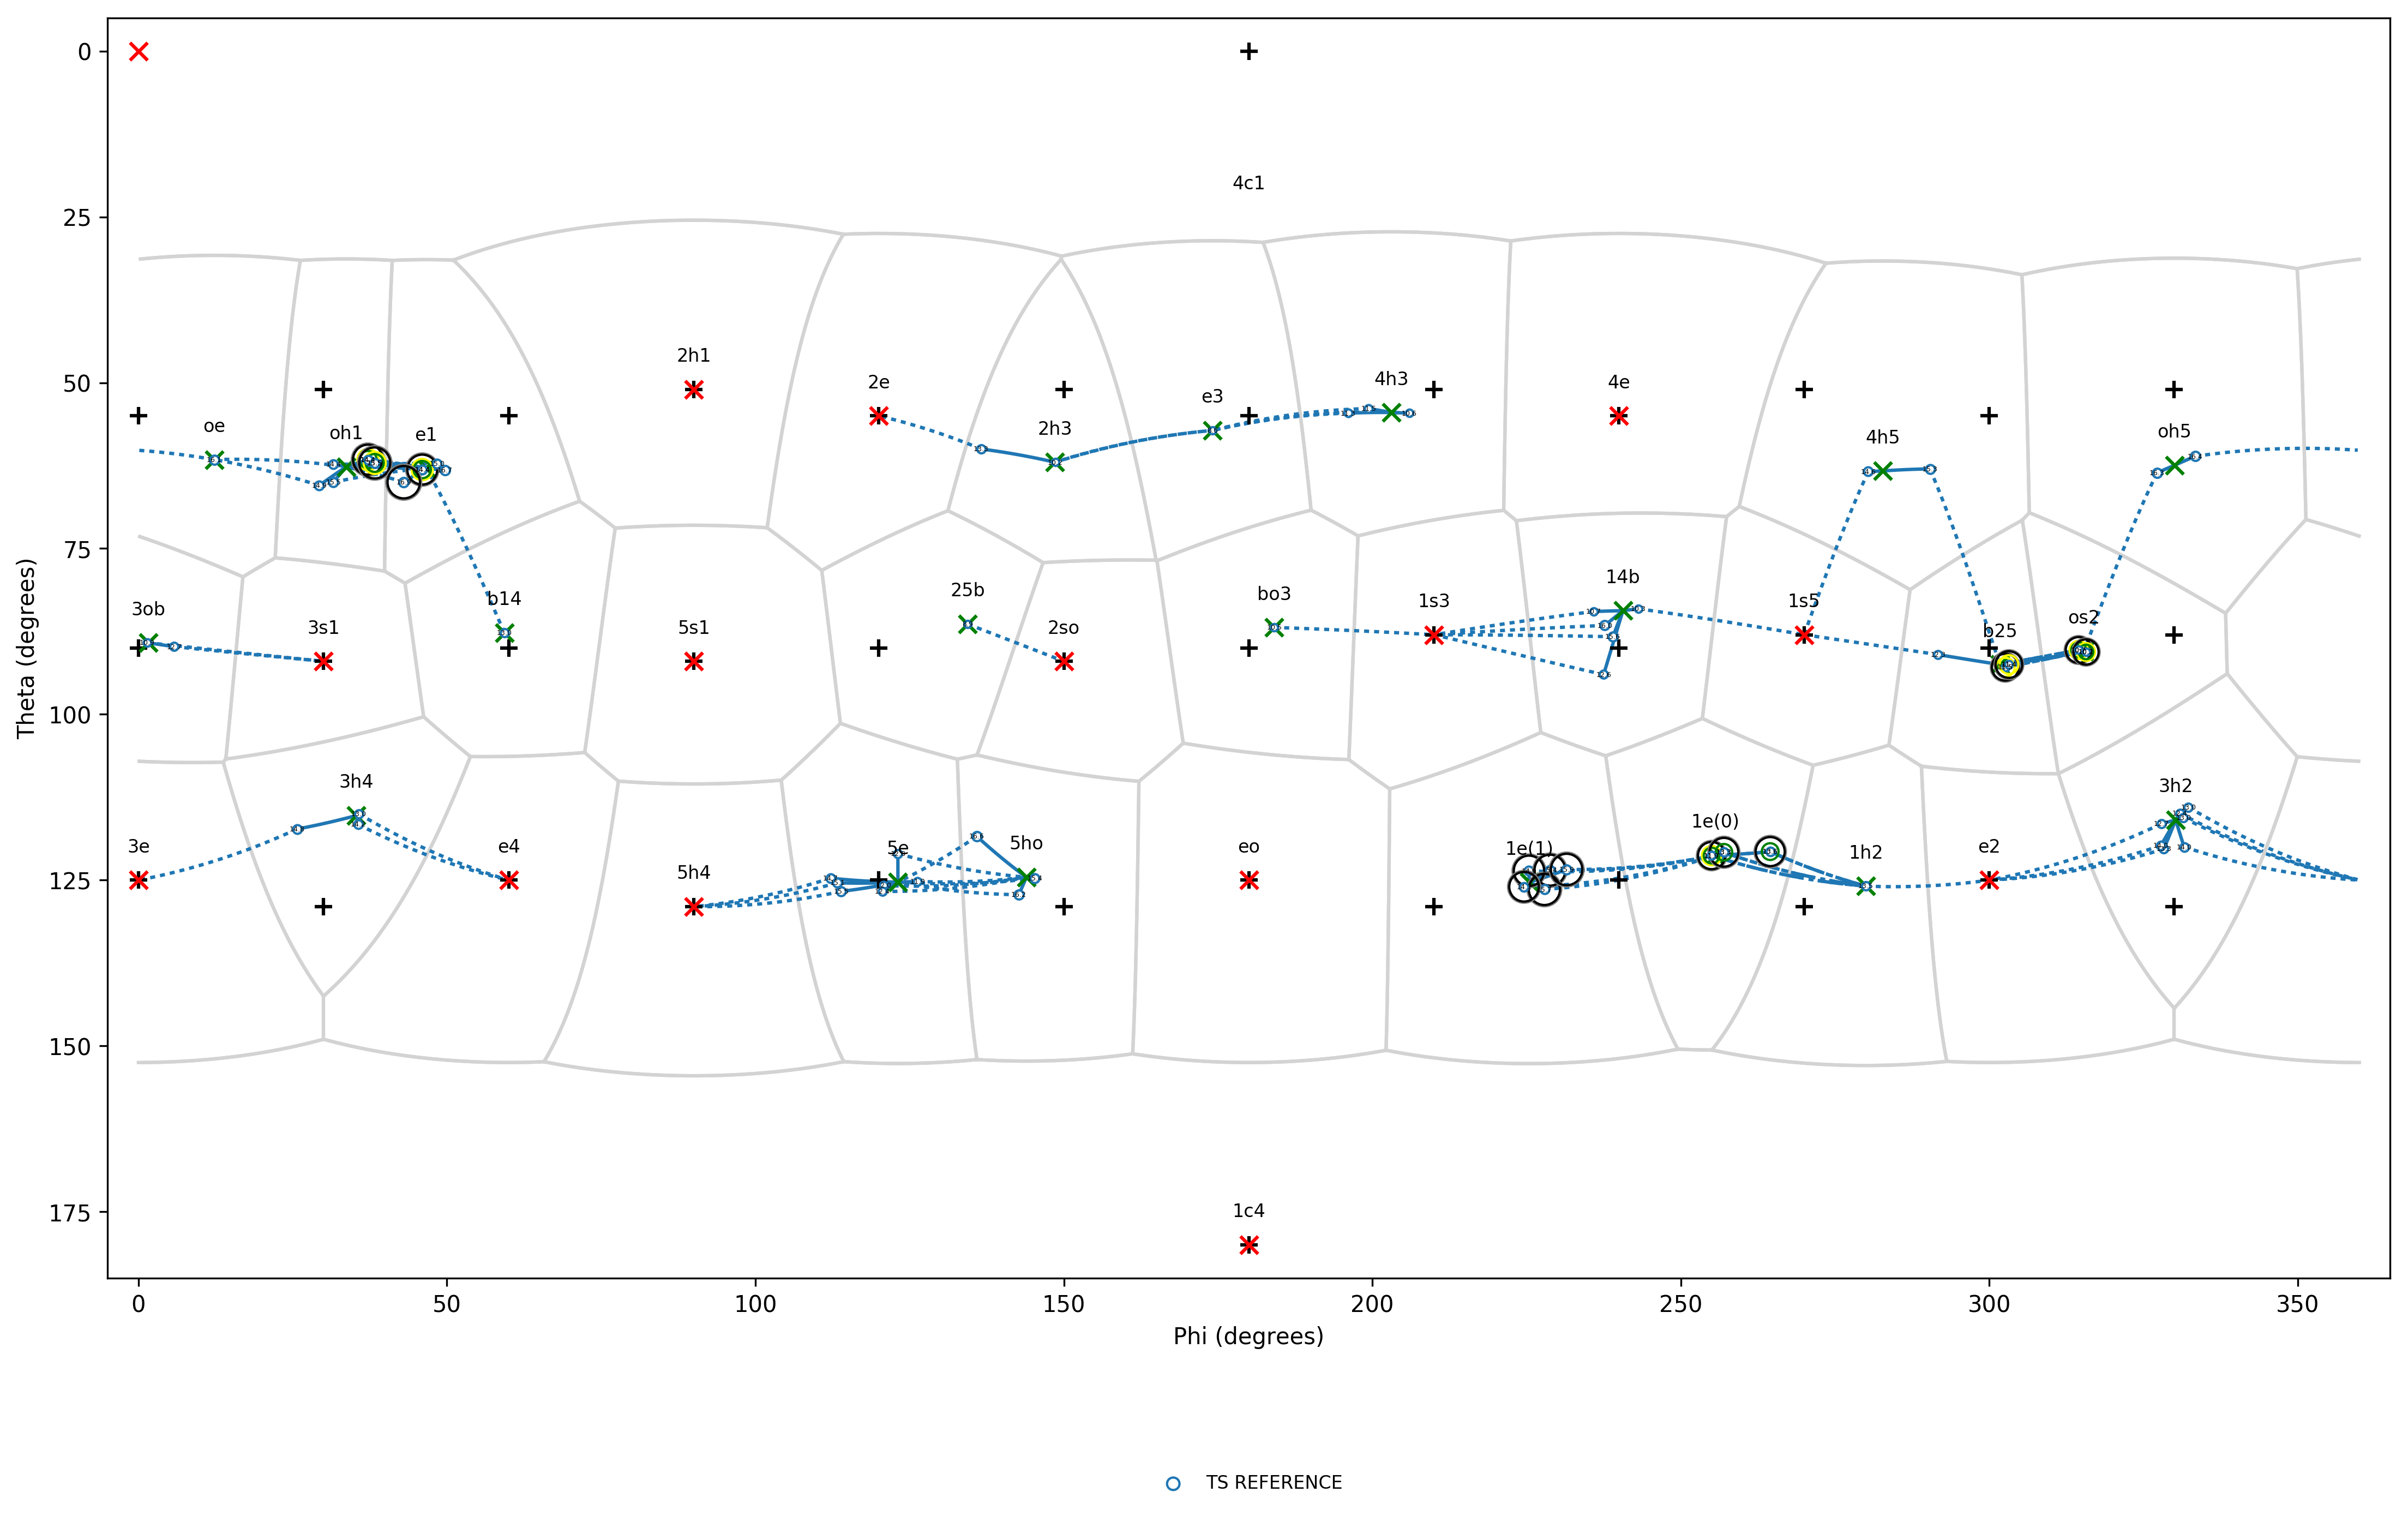 0
4c1
25
2h1
50
2e
4h3
4e
e3
oe
oh1
e1
2h3
oh5
4h5
75
14b
25b
b14
bo3
1s3
1s5
3ob
os2
3s1
5s1
2so
b25
Theta (degrees)
100
3h4
3h2
1e(0)
3e
e4
5e
5ho
eo
1e(1)
1h2
e2
5h4
125
150
175
1c4
0
50
100
150
200
250
300
350
Phi (degrees)
TS REFERENCE